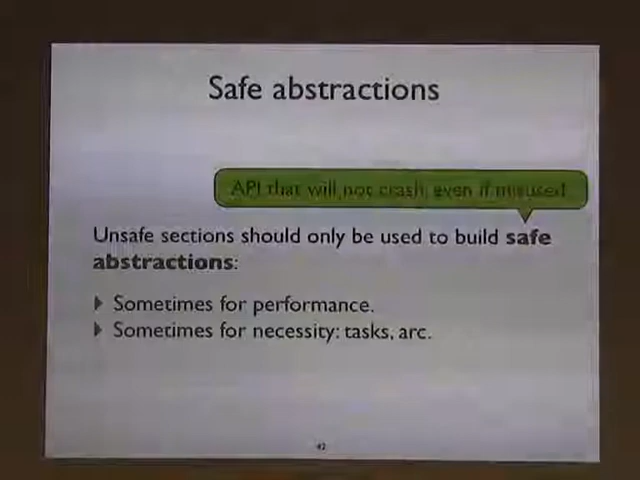 Safe abstractions
API that will not crash, even if misused
Unsafe sections should only be used to build safe
abstractions:
Sometimes for performance.
Sometimes for necessity: tasks, arc.